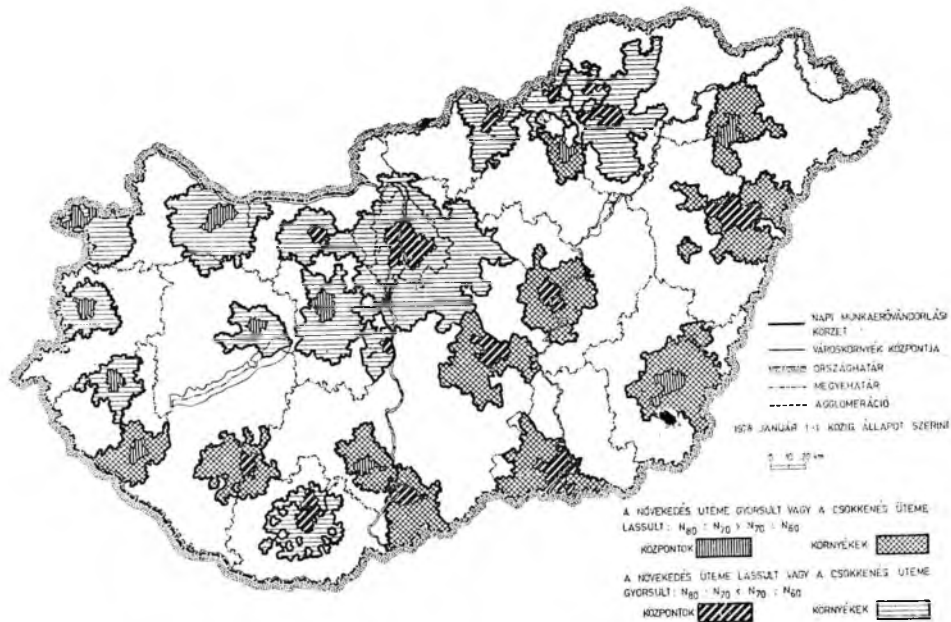 NAPI MUNKAERŐVÁNDORLÁSI
KÖRZET
VÁROSKÖRNYÉK KÖZPONTJA
ORSZÁGHATÁR
MEGYEHATÁR
AGGLOMERÁCIÓ
1978 JANUÁR 1-I KÖZIG. ÁLLAPOT SZERINT
0 10 20 km
A NÖVEKEDÉS ÜTEME GYORSULT VAGY A CSÖKKENÉS ÜTEME
LASSULT: N80 : N70 > N70 : N60
KÖZPONTOK KÖRNYÉKEK
A NÖVEKEDÉS ÜTEME LASSULT VAGY A CSÖKKENÉS ÜTEME
GYORSULT: N80 : N70 < N70 : N60
KÖZPONTOK KÖRNYÉKEK